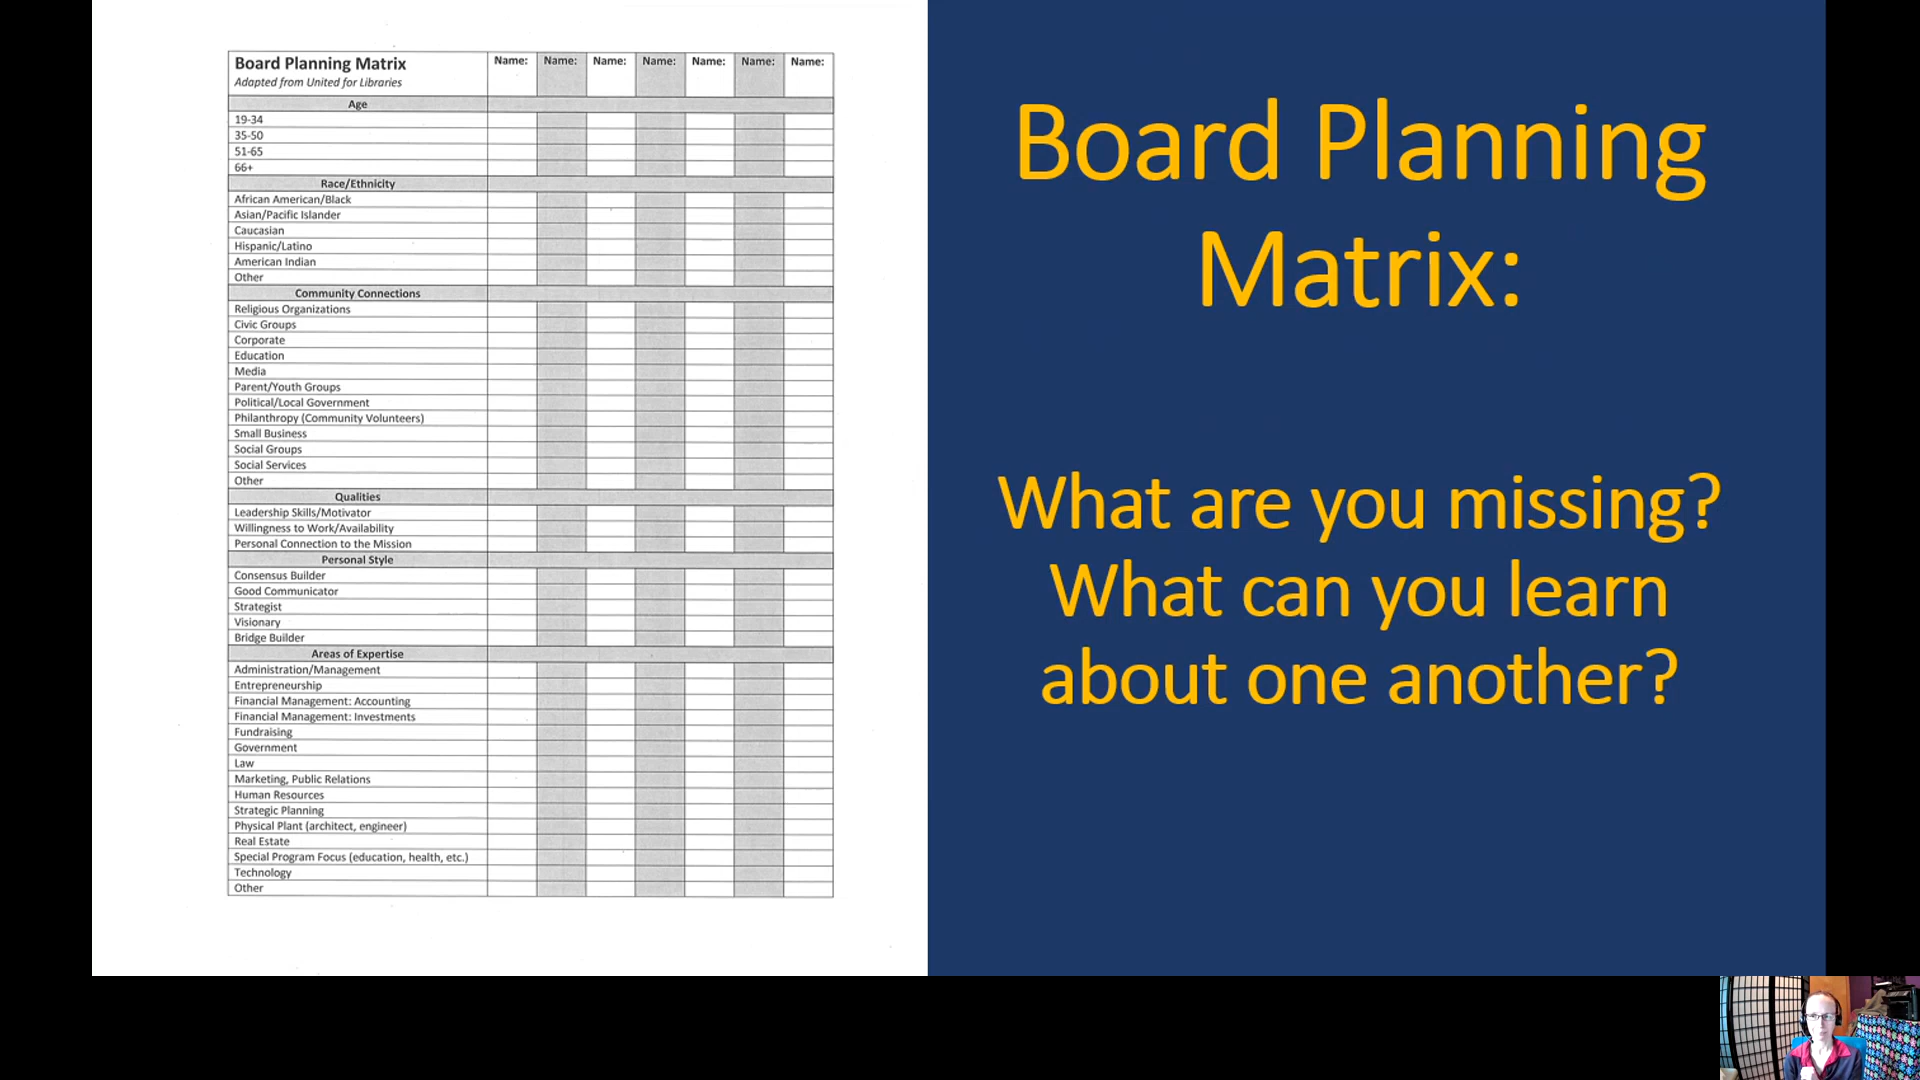 Board Planning Matrix
Adapted from United for Libraries
Name: Name: Name: Name: Name: Name: Name:
Age
19-34
35-50
51-65
66+
Race/Ethnicity
African American/Black
Asian/Pacific Islander
Caucasian
Hispanic/Latino
American Indian
Other
Community Connections
Religious Organizations
Civic Groups
Corporate
Education
Media
Parent/Youth Groups
Political/Local Government
Philanthropy (Community Volunteers)
Small Business
Social Groups
Social Services
Other
Qualities
Leadership Skills/Motivator
Willingness to Work/Availability
Personal Connection to the Mission
Personal Style
Consensus Builder
Good Communicator
Strategist
Visionary
Bridge Builder
Areas of Expertise
Administration/Management
Entrepreneurship
Financial Management: Accounting
Financial Management: Investments
Fundraising
Government
Law
Marketing, Public Relations
Human Resources
Strategic Planning
Physical Plant (architect, engineer)
Real Estate
Special Program Focus (education, health, etc.)
Technology
Other
Board Planning
Matrix:
What are you missing?
What can you learn
about one another?